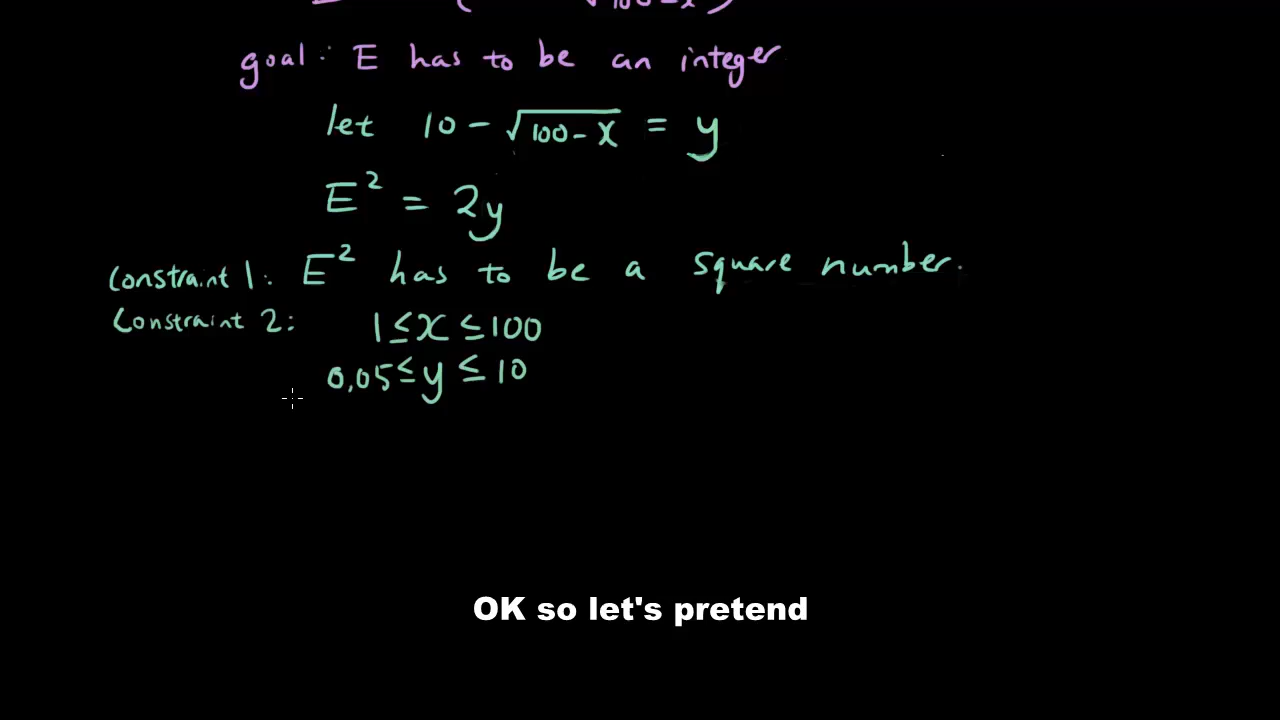 √100-x )
goal: E has to be an integer
let 10 - √100-x = y
E² = 2y
Constraint 1: E² has to be a square number.
Constraint 2: 1 ≤ x ≤ 100
0,05 ≤ y ≤ 10
OK so let's pretend